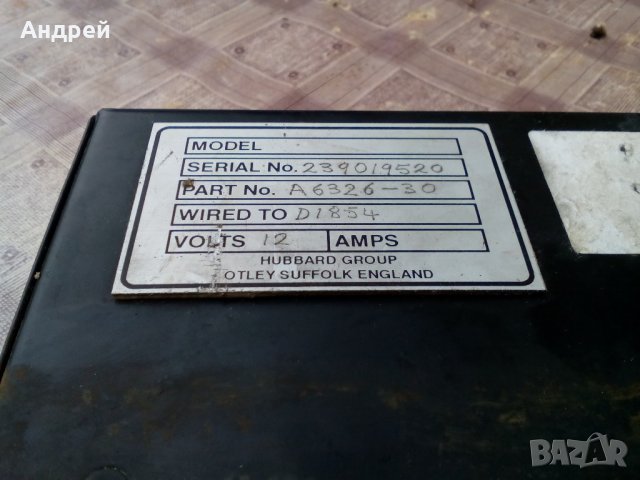 Андрей
MODEL
SERIAL No. 239019520
PART No. A6326-30
WIRED TO D1854
VOLTS 12 AMPS
HUBBARD GROUP
OTLEY SUFFOLK ENGLAND
BAZAR